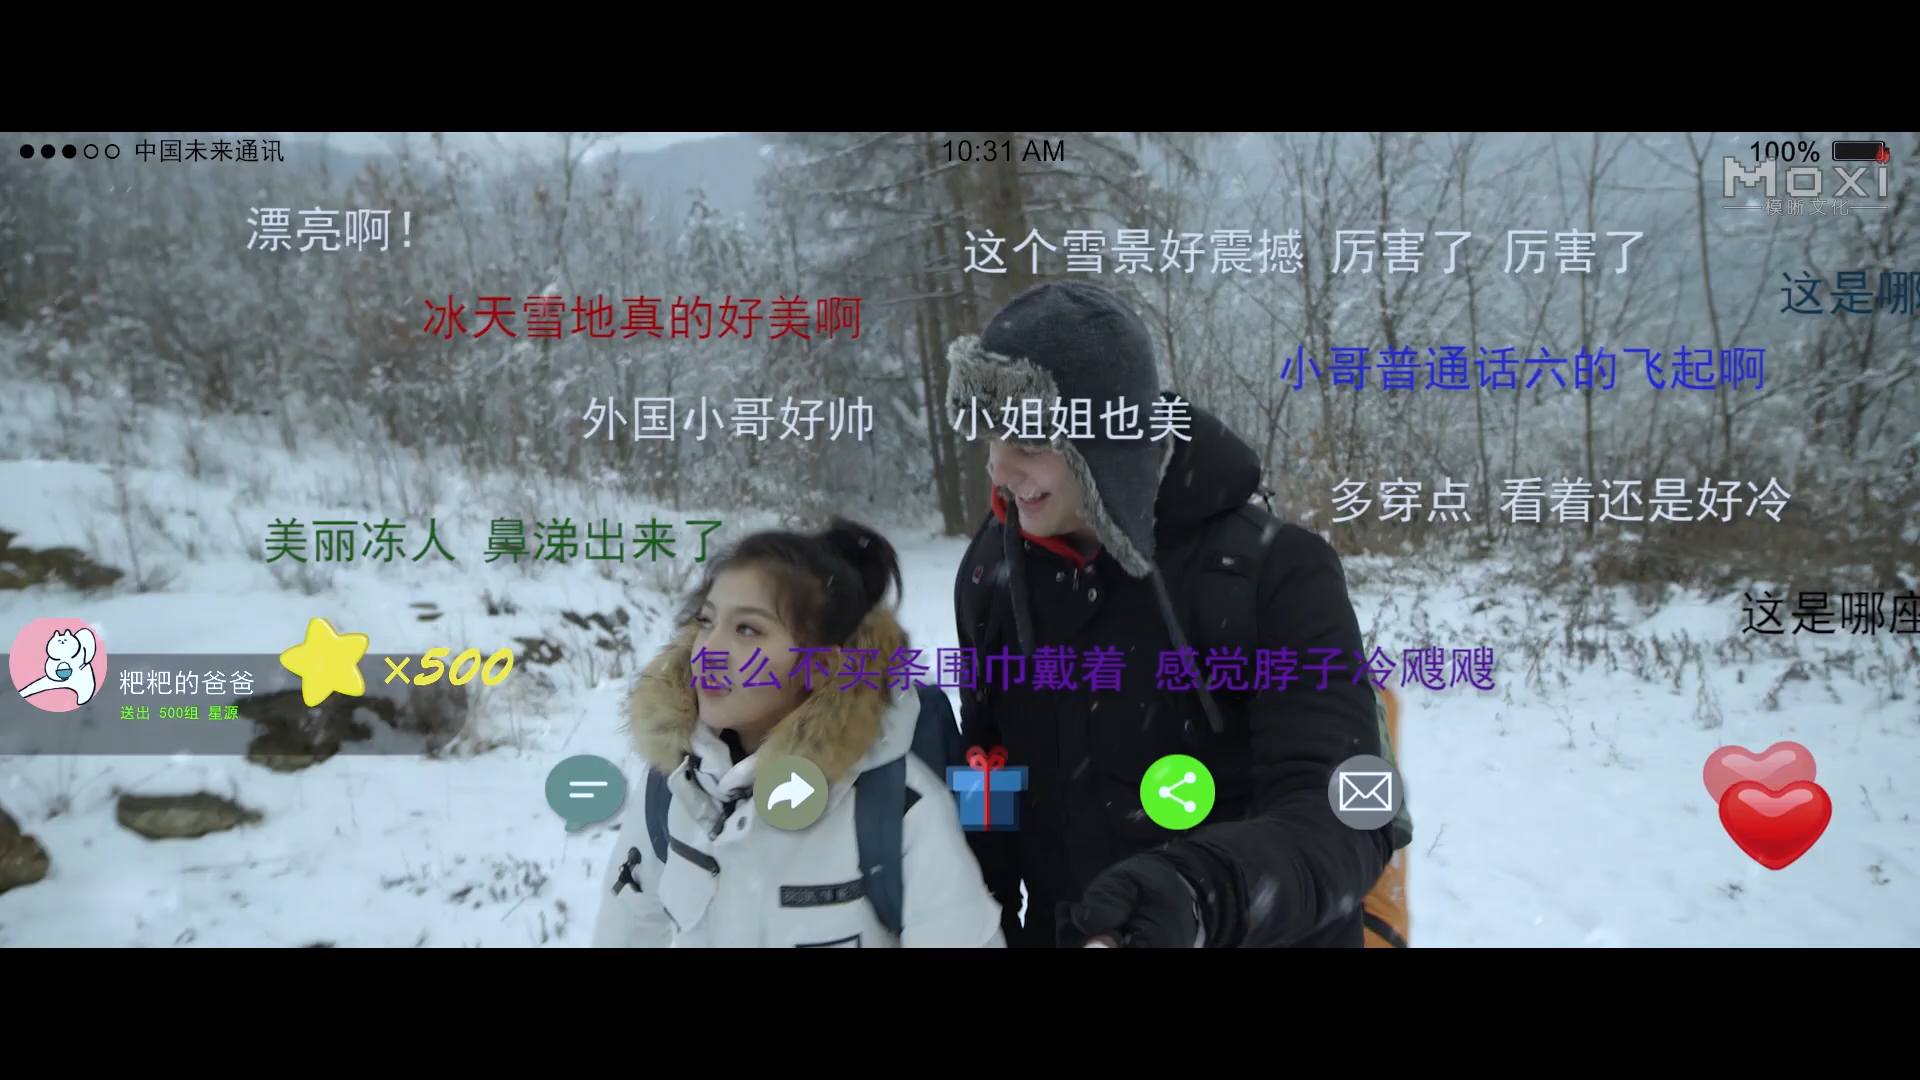 中国未来通讯
10:31 AM
100%
Moxi
模晰文化
漂亮啊!
这个雪景好震撼 厉害了 厉害了
这是哪
冰天雪地真的好美啊
小哥普通话六的飞起啊
外国小哥好帅 小姐姐也美
多穿点 看着还是好冷
美丽冻人 鼻涕出来了
这是哪座
怎么不买条围巾戴着 感觉脖子冷飕飕
粑粑的爸爸
×500
送出 500组 星源